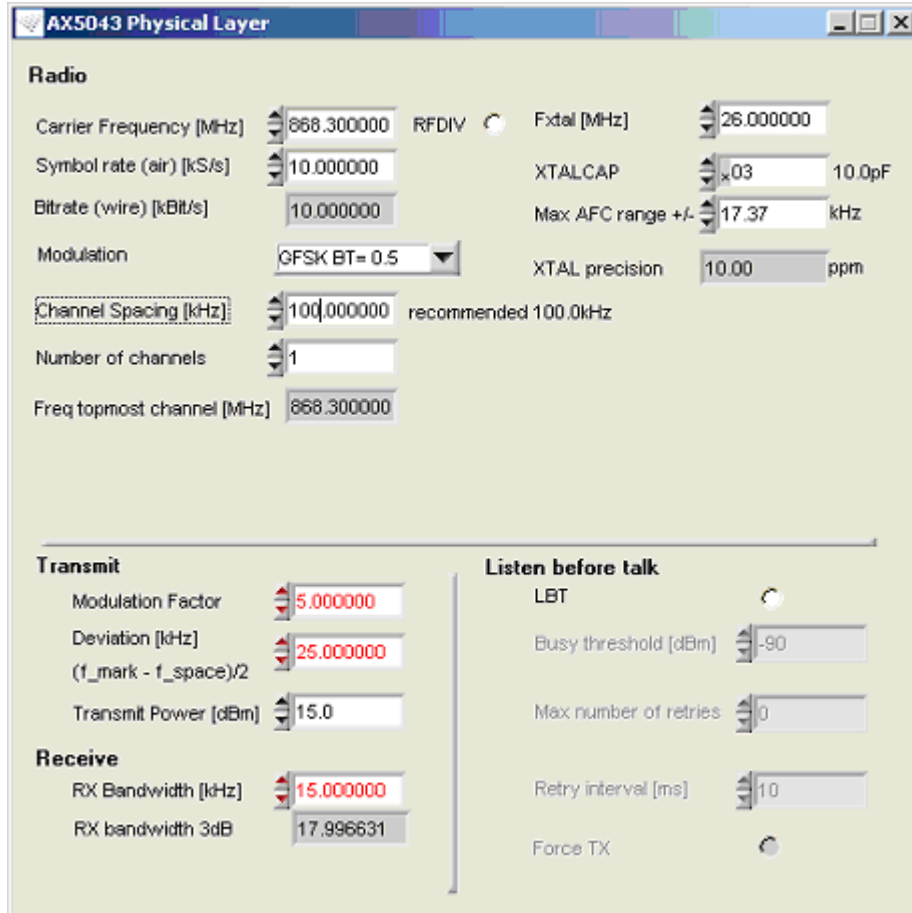 AX5043 Physical Layer
Radio
Carrier Frequency [MHz] 868.300000 RFDIV
Symbol rate (air) [kS/s] 10.000000
Bitrate (wire) [kBit/s] 10.000000
Modulation GFSK BT= 0.5
Channel Spacing [kHz] 100.000000 recommended 100.0kHz
Number of channels 1
Freq topmost channel [MHz] 868.300000
Fxtal [MHz] 26.000000
XTALCAP x03 10.0pF
Max AFC range +/- 17.37 kHz
XTAL precision 10.00 ppm
Transmit
Modulation Factor 5.000000
Deviation [kHz]
(f_mark - f_space)/2 25.000000
Transmit Power [dBm] 15.0
Receive
RX Bandwidth [kHz] 15.000000
RX bandwidth 3dB 17.996631
Listen before talk
LBT
Busy threshold [dBm] -90
Max number of retries 0
Retry interval [ms] 10
Force TX